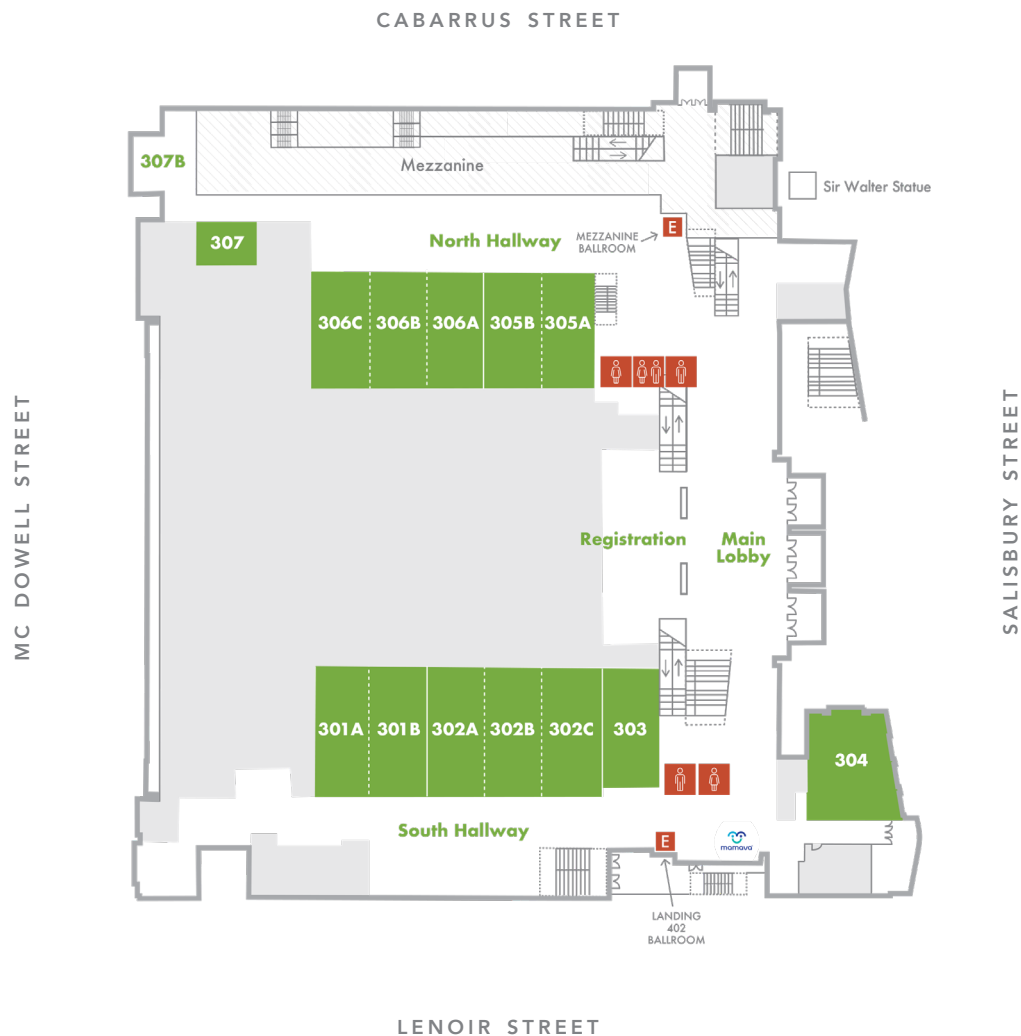 CABARRUS STREET
307B
Mezzanine
Sir Walter Statue
307
North Hallway
MEZZANINE
BALLROOM
E
306C
306B
306A
305B
305A
MC DOWELL STREET
SALISBURY STREET
Registration
Main
Lobby
301A
301B
302A
302B
302C
303
304
South Hallway
E
mamava
LANDING
402
BALLROOM
LENOIR STREET